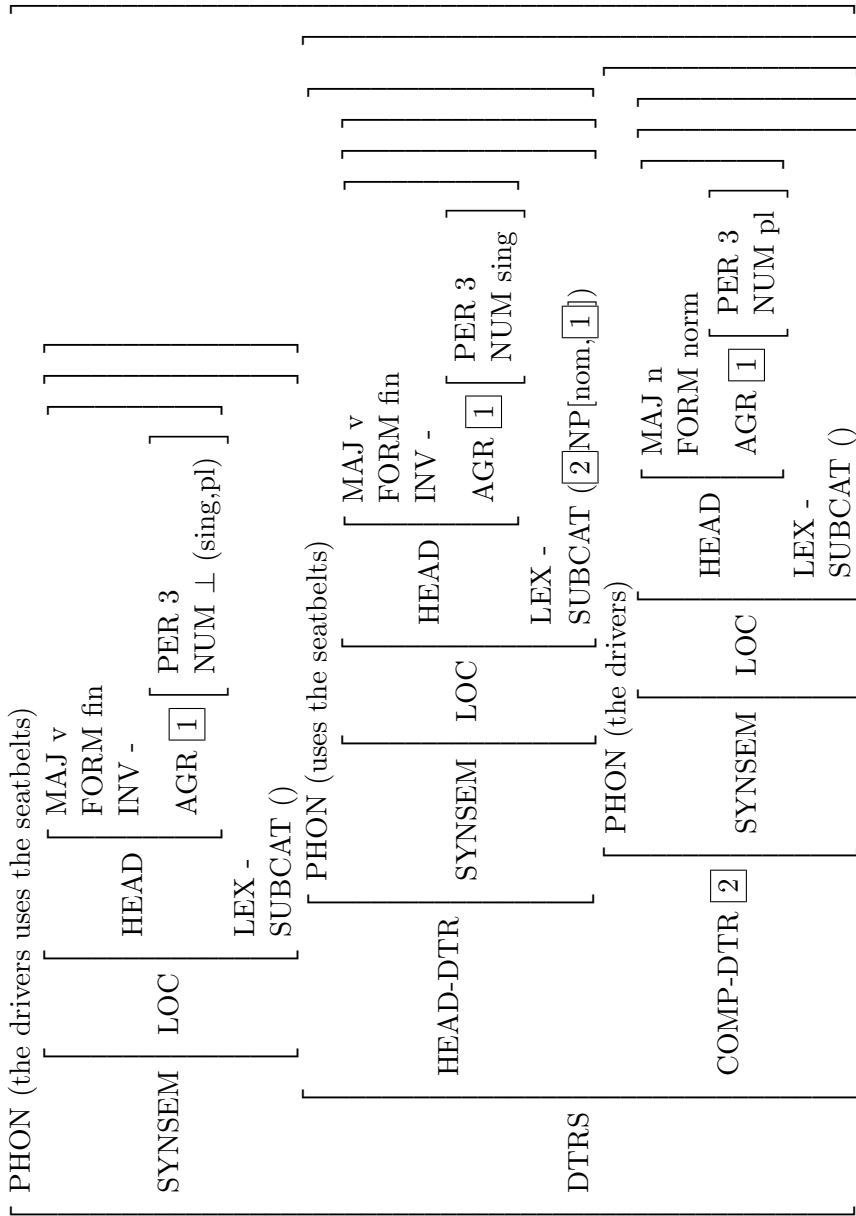 PHON (the drivers uses the seatbelts)
SYNSEM
LOC
HEAD
MAJ v
FORM fin
INV -
AGR 1
PER 3
NUM ⊥ (sing,pl)
LEX -
SUBCAT ()
DTRS
HEAD-DTR
PHON (uses the seatbelts)
SYNSEM
LOC
HEAD
MAJ v
FORM fin
INV -
AGR 1
PER 3
NUM sing
LEX -
SUBCAT (2 NP[nom,1])
COMP-DTR 2
PHON (the drivers)
SYNSEM
LOC
HEAD
MAJ n
FORM norm
AGR 1
PER 3
NUM pl
LEX -
SUBCAT ()